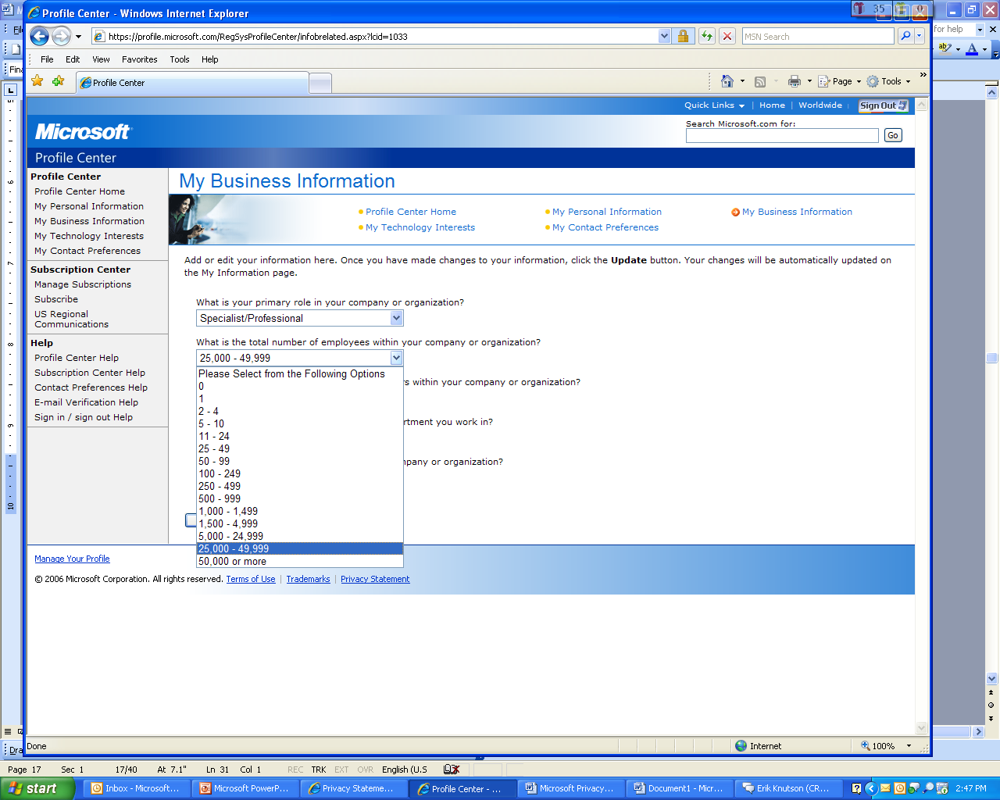 Profile Center - Windows Internet Explorer
35
0
https://profile.microsoft.com/RegSysProfileCenter/infobrelated.aspx?lcid=1033
MSN Search
for help
File Edit View Favorites Tools Help
Fina
Profile Center
Page Tools
Quick Links | Home | Worldwide | Sign Out
Microsoft
Search Microsoft.com for:
Go
Profile Center
Profile Center
Profile Center Home
My Personal Information
My Business Information
My Technology Interests
My Contact Preferences
Subscription Center
Manage Subscriptions
Subscribe
US Regional
Communications
Help
Profile Center Help
Subscription Center Help
Contact Preferences Help
E-mail Verification Help
Sign in / sign out Help
My Business Information
Profile Center Home My Personal Information My Business Information
My Technology Interests My Contact Preferences
Add or edit your information here. Once you have made changes to your information, click the Update button. Your changes will be automatically updated on
the My Information page.
What is your primary role in your company or organization?
Specialist/Professional
What is the total number of employees within your company or organization?
25,000 - 49,999
Please Select from the Following Options
rs within your company or organization?
0
1
2 - 4
5 - 10
rtment you work in?
11 - 24
25 - 49
50 - 99
npany or organization?
100 - 249
250 - 499
500 - 999
1,000 - 1,499
1,500 - 4,999
5,000 - 24,999
25,000 - 49,999
50,000 or more
Manage Your Profile
© 2006 Microsoft Corporation. All rights reserved. Terms of Use | Trademarks | Privacy Statement
Done
Internet
100%
Dra
Page 17 Sec 1 17/40 At 7.1" Ln 31 Col 1 REC TRK EXT OVR English (U.S
start
Inbox - Microsoft...
Microsoft PowerP...
Privacy Stateme...
Profile Center - ...
Microsoft Privacy...
Document1 - Micr...
Erik Knutson (CR...
2:47 PM